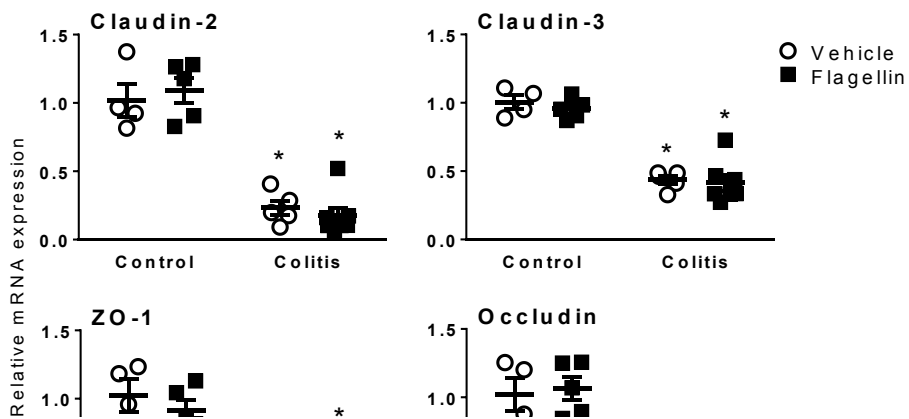 Claudin-2
1.5
1.0
0.5
0.0
* *
Control Colitis
Claudin-3
1.5
1.0
0.5
0.0
* *
Control Colitis
Vehicle
Flagellin
Relative mRNA expression
ZO-1
1.5
1.0
*
Occludin
1.5
1.0